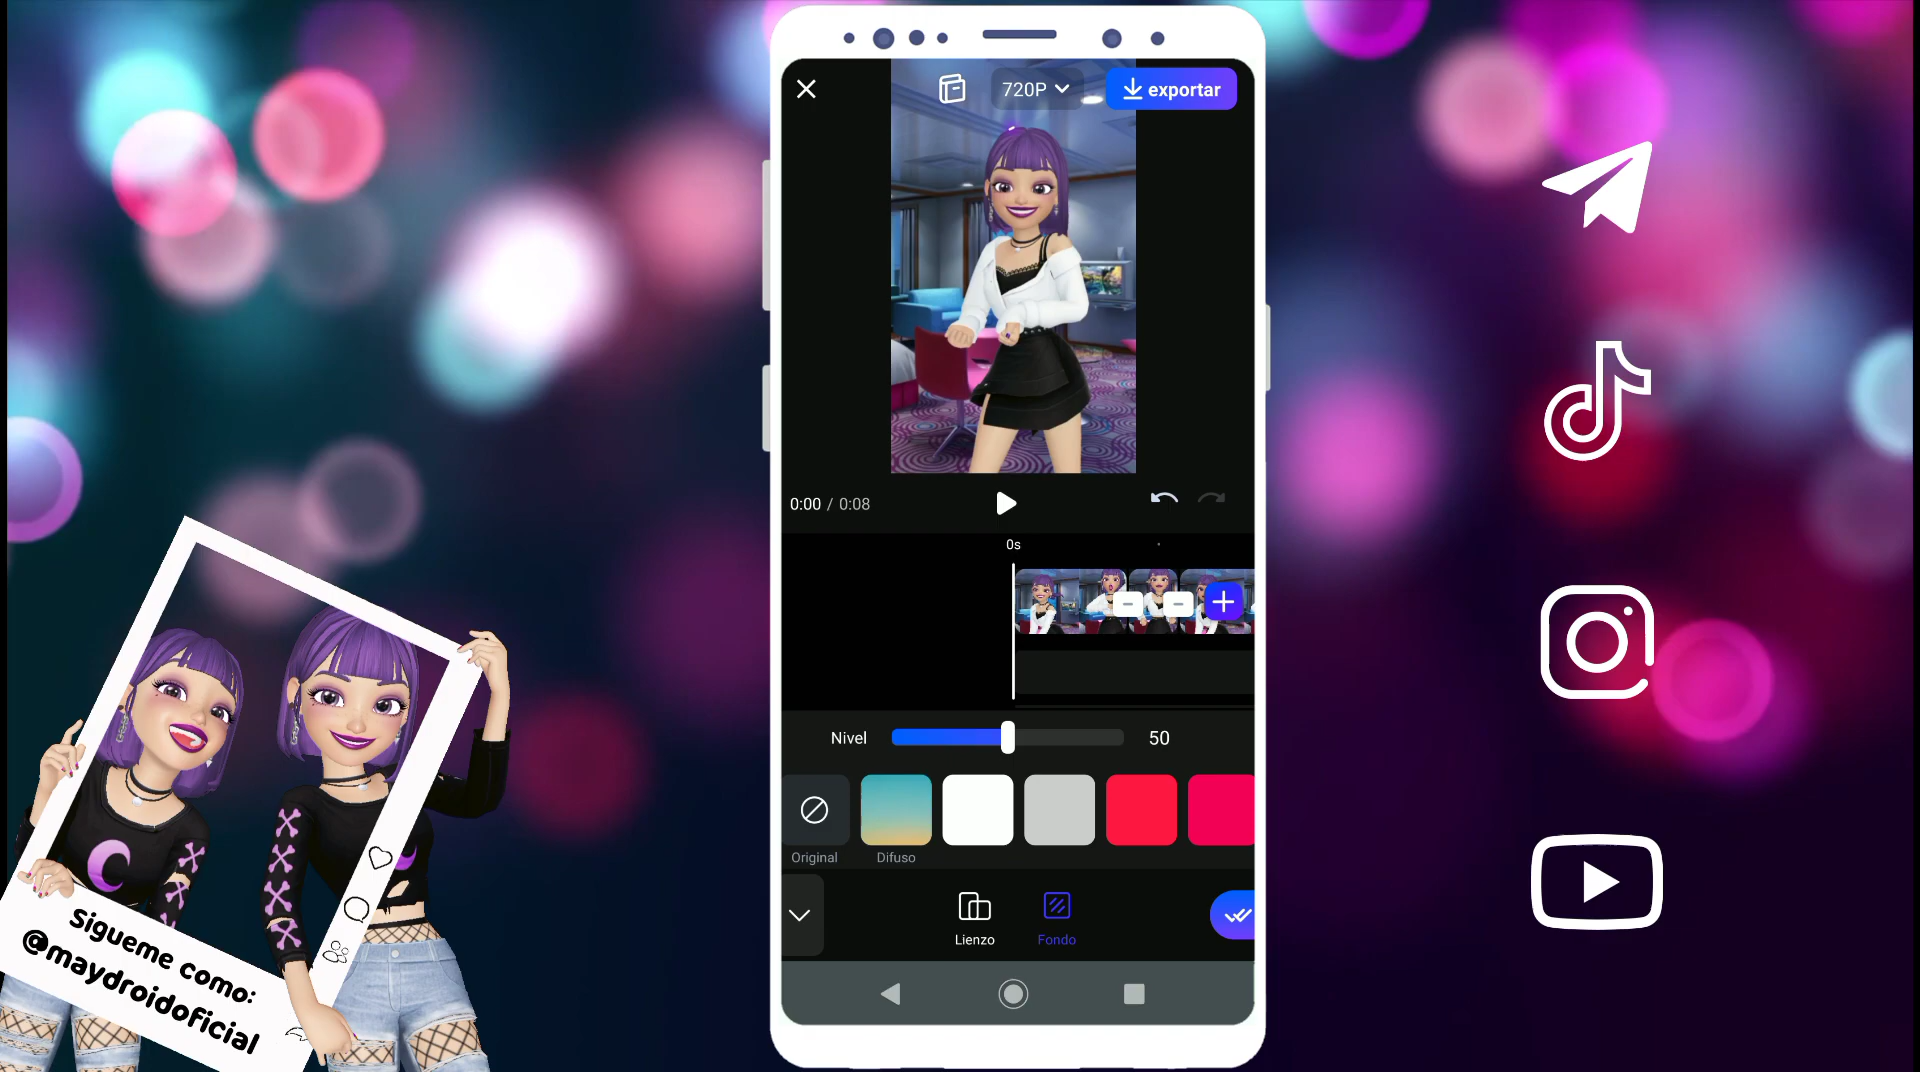 720P
exportar
0:00 / 0:08
0s
Nivel
50
Original
Difuso
Lienzo
Fondo
Sigueme como:
@maydroidoficial